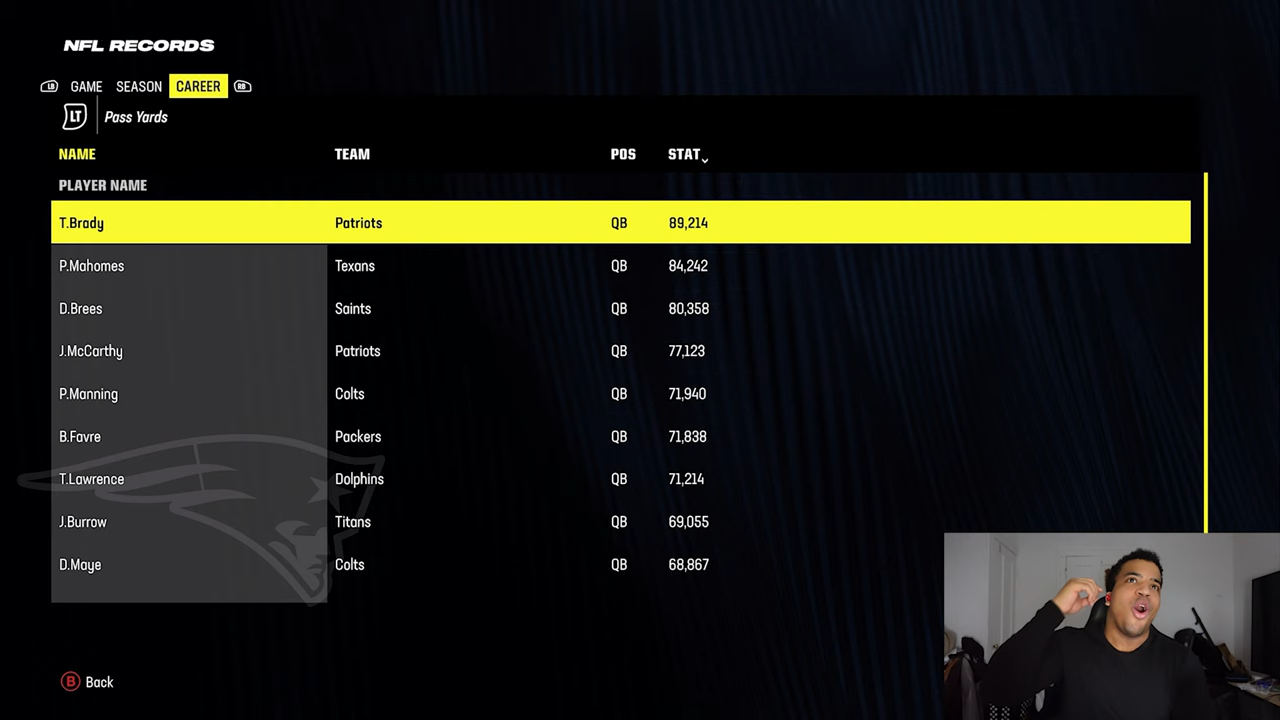 NFL RECORDS
LB GAME SEASON CAREER RB
LT Pass Yards
NAME TEAM POS STAT
PLAYER NAME
T.Brady Patriots QB 89,214
P.Mahomes Texans QB 84,242
D.Brees Saints QB 80,358
J.McCarthy Patriots QB 77,123
P.Manning Colts QB 71,940
B.Favre Packers QB 71,838
T.Lawrence Dolphins QB 71,214
J.Burrow Titans QB 69,055
D.Maye Colts QB 68,867
B Back